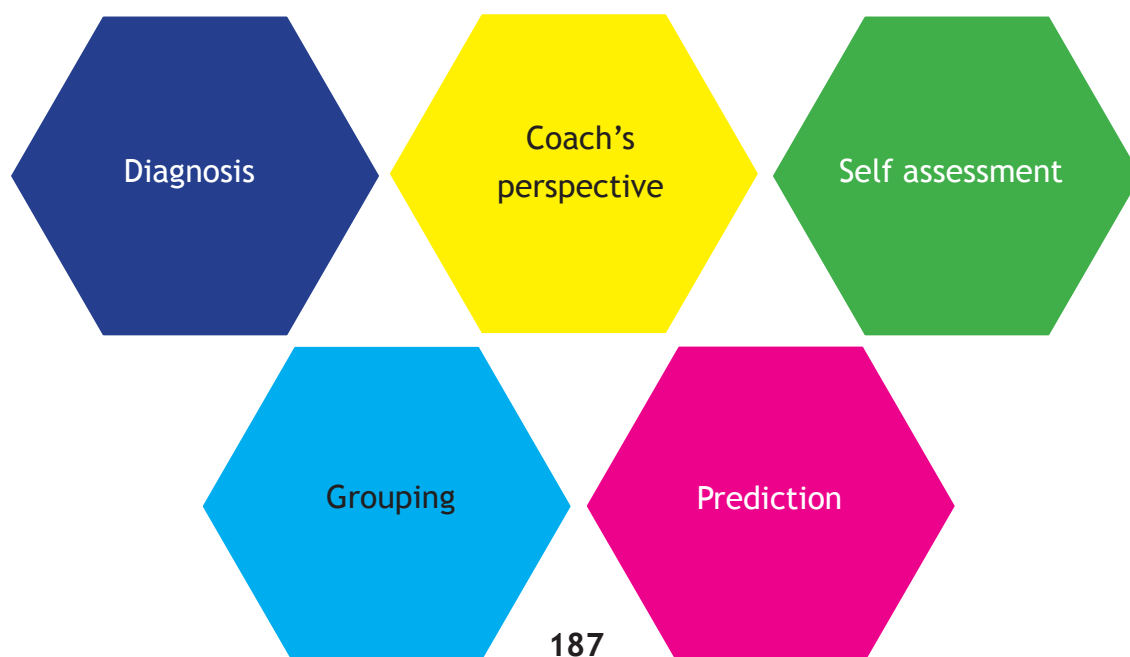 Diagnosis
Coach's
perspective
Self assessment
Grouping
Prediction
187